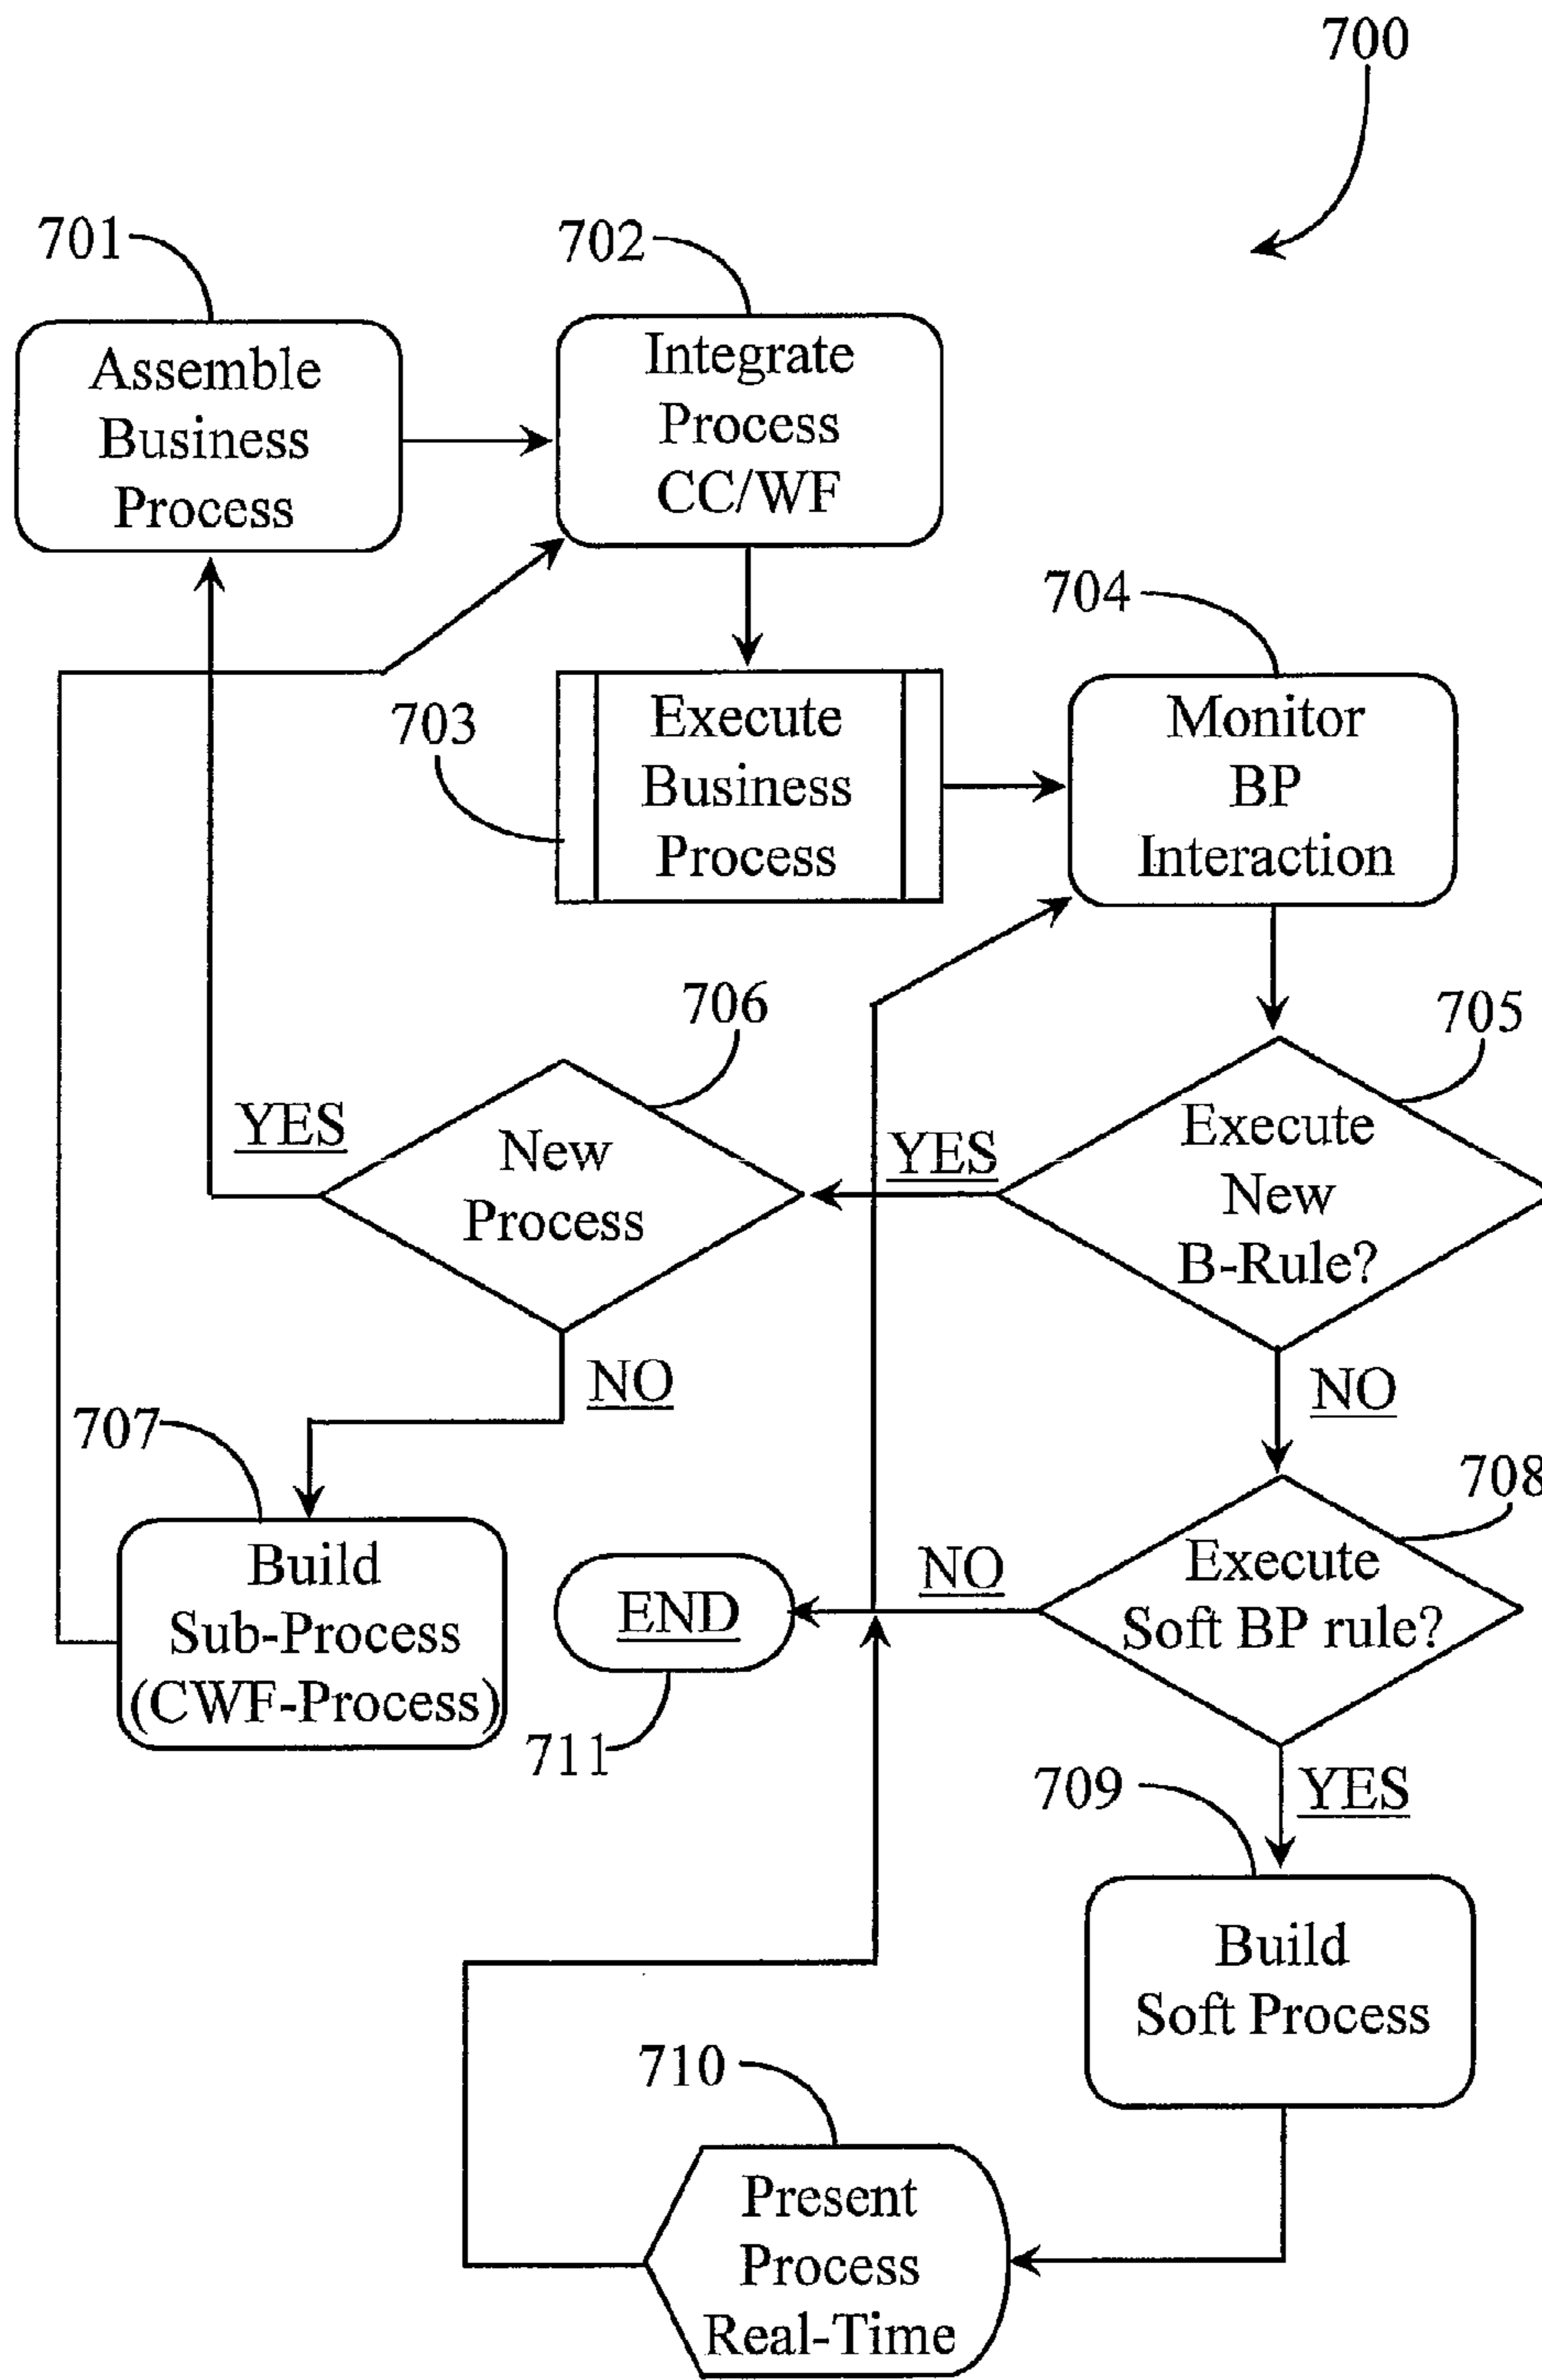 700
701
702
Assemble
Business
Process
Integrate
Process
CC/WF
703
Execute
Business
Process
704
Monitor
BP
Interaction
705
Execute
New
B-Rule?
YES
706
New
Process
YES
NO
NO
707
Build
Sub-Process
(CWF-Process)
708
Execute
Soft BP rule?
NO
END
711
YES
709
Build
Soft Process
710
Present
Process
Real-Time